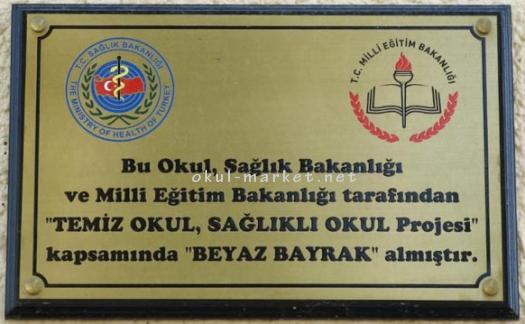 T.C. SAĞLIK BAKANLIĞI
THE MINISTRY OF HEALTH OF TURKEY
T.C. MİLLİ EĞİTİM BAKANLIĞI
Bu Okul, Sağlık Bakanlığı
okul-market.net
ve Milli Eğitim Bakanlığı tarafından
"TEMİZ OKUL, SAĞLIKLI OKUL Projesi"
kapsamında "BEYAZ BAYRAK" almıştır.